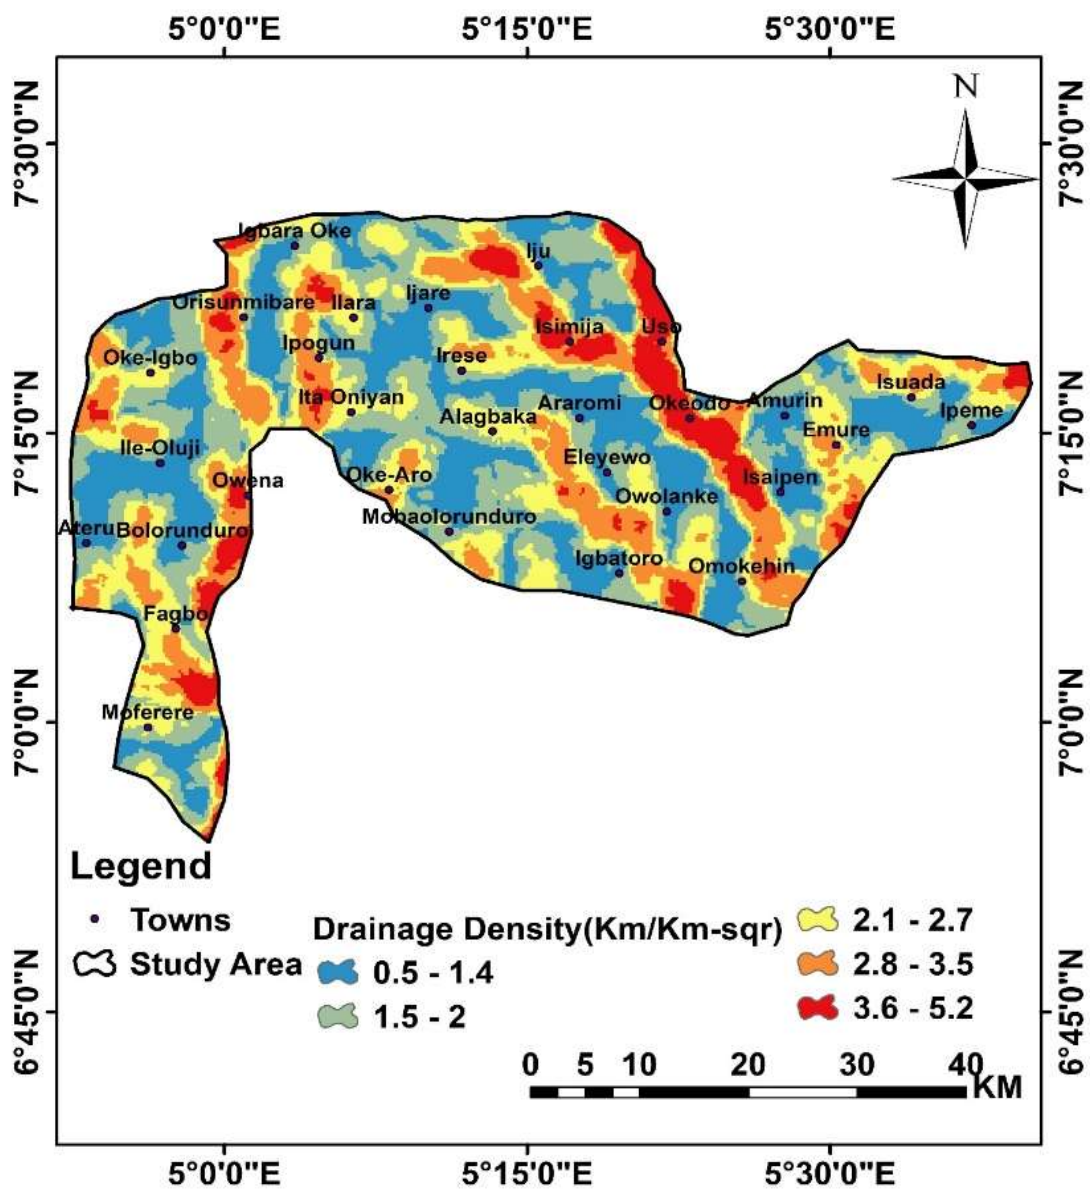 5°0'0"E 5°15'0"E 5°30'0"E
7°30'0"N 7°30'0"N
N
Igbara Oke
Iju
Orisunmibare Ilara Ijare
Isimija Uso
Ipogun
Oke-Igbo Irese
Isuada
Ita Oniyan Araromi Okeodo Amurin
Alagbaka Ipeme
7°15'0"N 7°15'0"N
Emure
Ile-Oluji Eleyewo
Owena Oke-Aro Isaipen
Owolanke
Ateru Bolorunduro Mobaolorunduro
Igbatoro Omokehin
Fagbo
Moferere
7°0'0"N 7°0'0"N
Legend
Towns
Study Area
Drainage Density(Km/Km-sqr)
0.5 - 1.4
1.5 - 2
2.1 - 2.7
2.8 - 3.5
3.6 - 5.2
6°45'0"N 6°45'0"N
0 5 10 20 30 40
KM
5°0'0"E 5°15'0"E 5°30'0"E